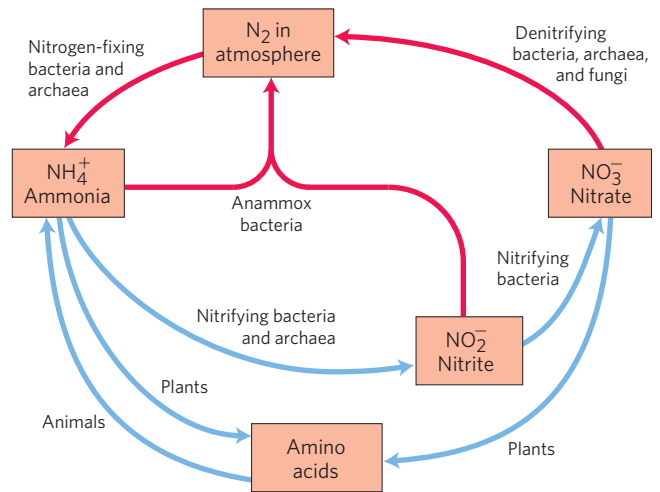 N₂ in
atmosphere
Nitrogen-fixing
bacteria and
archaea
Denitrifying
bacteria, archaea,
and fungi
NH₄⁺
Ammonia
NO₃⁻
Nitrate
Anammox
bacteria
Nitrifying
bacteria
Nitrifying bacteria
and archaea
NO₂⁻
Nitrite
Plants
Animals
Amino
acids
Plants